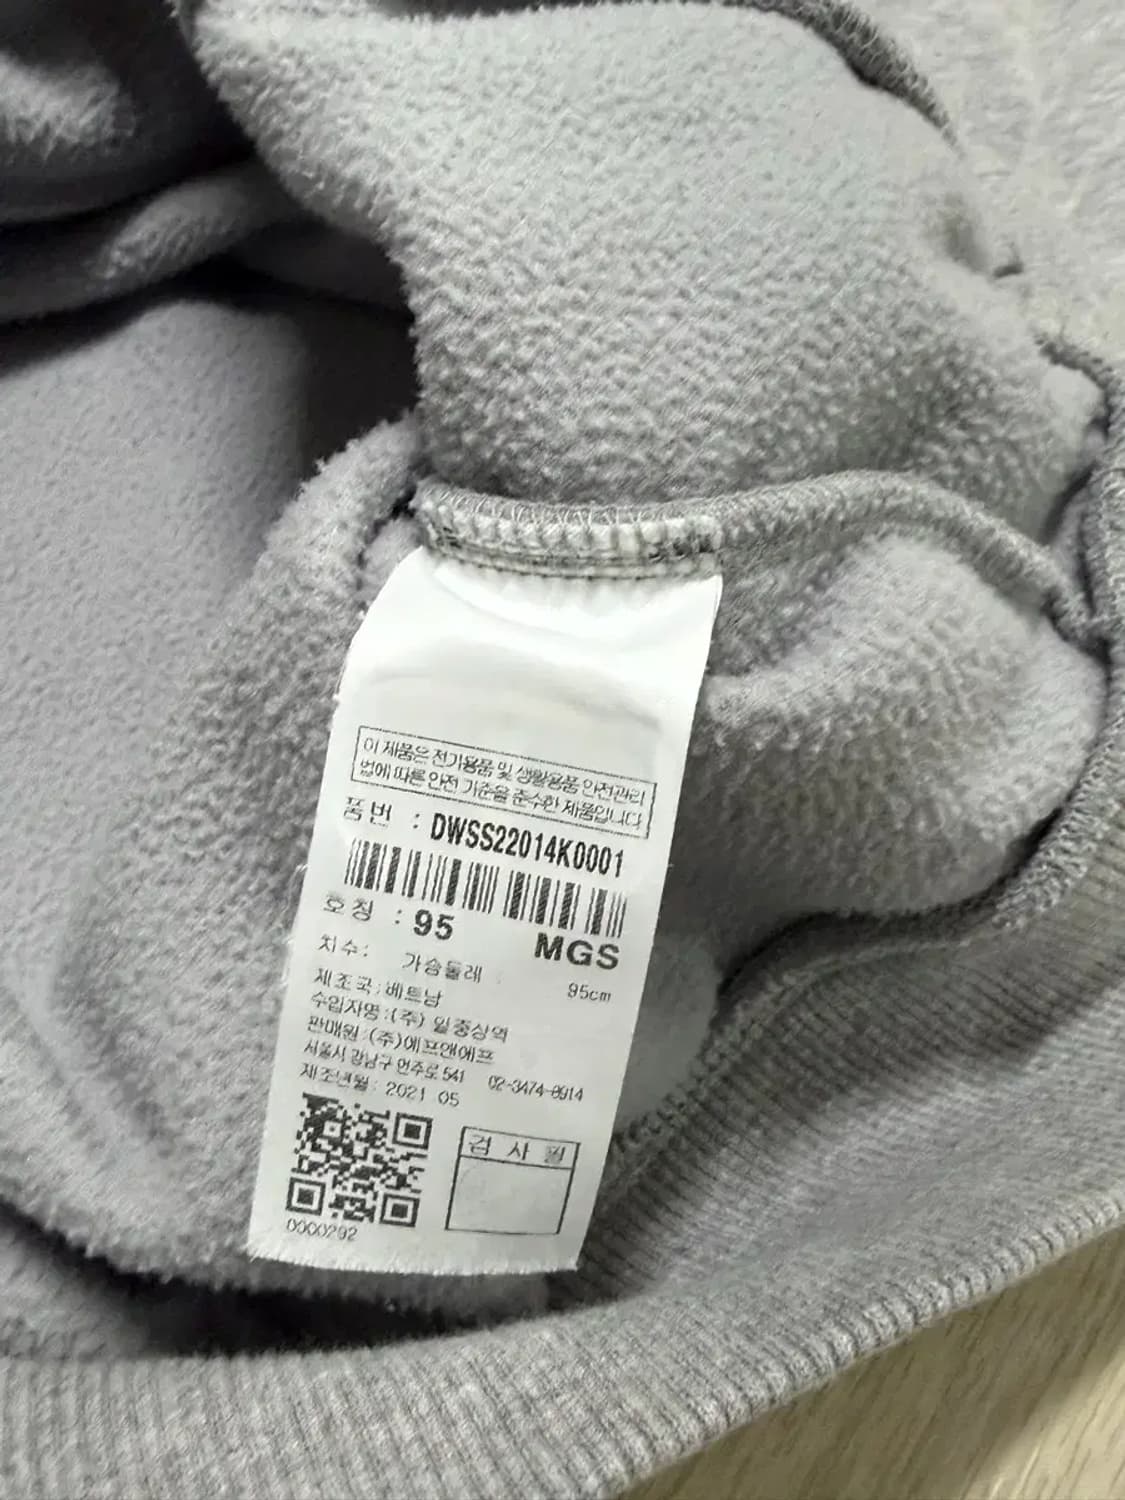 이 제품은 전기용품 및 생활용품 안전관리
법에 따른 안전 기준을 준수한 제품입니다
품번 : DWSS22014K0001
호칭 : 95 MGS
치수: 가슴둘레 95cm
제조국:베트남
수입자명:(주) 일중상역
판매원:(주)에프앤에프
서울시 강남구 언주로 541 02-3474-8914
제조년월: 2021 05
검 사 필
0000292